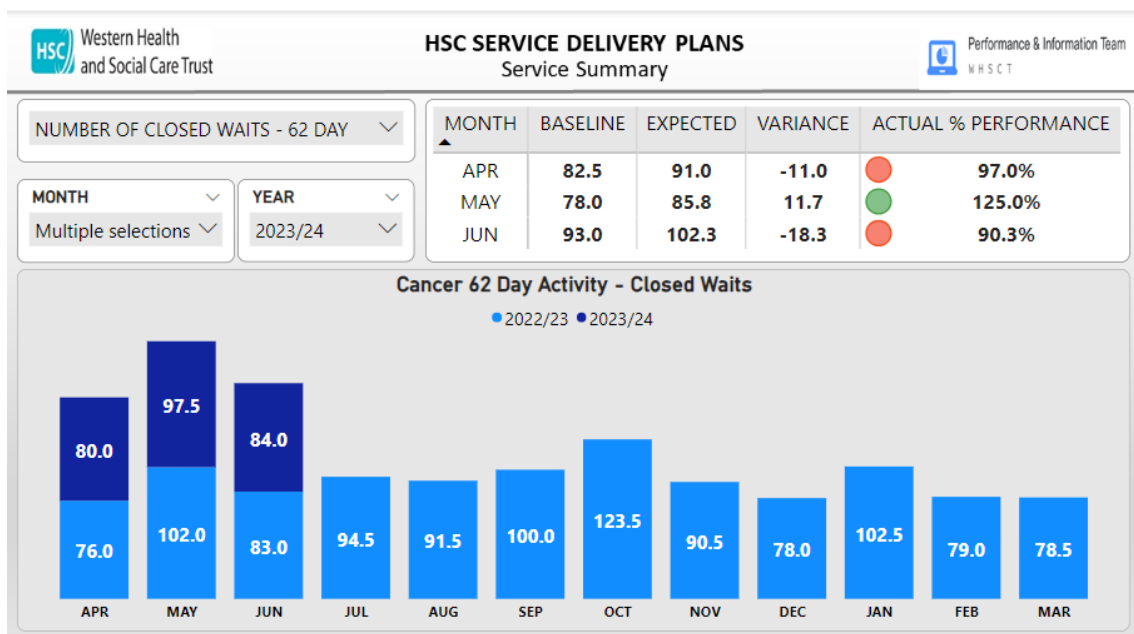 HSC
Western Health
and Social Care Trust
HSC SERVICE DELIVERY PLANS
Service Summary
Performance & Information Team
W H S C T
NUMBER OF CLOSED WAITS - 62 DAY
MONTH
Multiple selections
YEAR
2023/24
MONTH BASELINE EXPECTED VARIANCE ACTUAL % PERFORMANCE
APR 82.5 91.0 -11.0 97.0%
MAY 78.0 85.8 11.7 125.0%
JUN 93.0 102.3 -18.3 90.3%
Cancer 62 Day Activity - Closed Waits
2022/23 2023/24
80.0 97.5 84.0
76.0 102.0 83.0 94.5 91.5 100.0 123.5 90.5 78.0 102.5 79.0 78.5
APR MAY JUN JUL AUG SEP OCT NOV DEC JAN FEB MAR